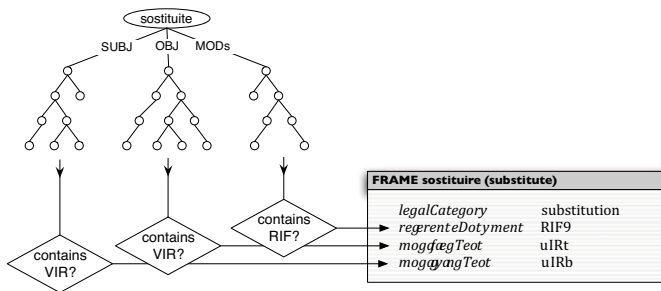 sostituite
SUBJ OBJ MODs
contains
RIF?
contains
VIR?
contains
VIR?
FRAME sostituire (substitute)
legalCategory substitution
RIF9
uIRt
uIRb